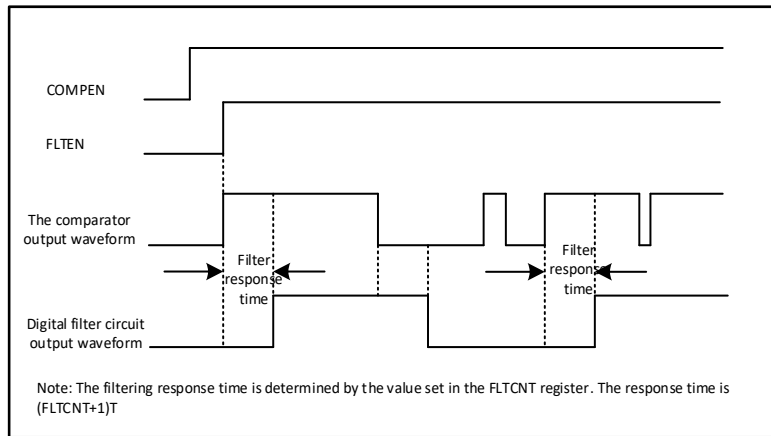 COMPEN
FLTEN
The comparator
output waveform
Filter
response
time
Filter
response
time
Digital filter circuit
output waveform
Note: The filtering response time is determined by the value set in the FLTCNT register. The response time is
(FLTCNT+1)T